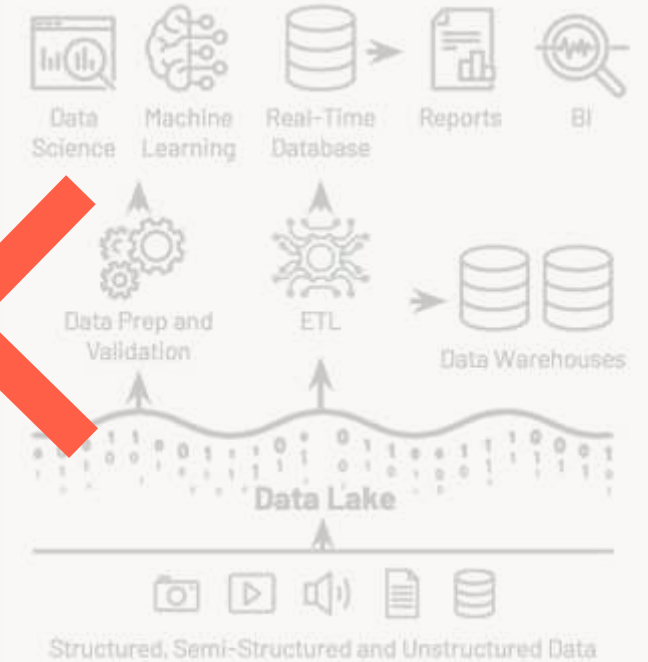 Data Science
Machine Learning
Real-Time Database
Reports
BI
Data Prep and Validation
ETL
Data Warehouses
Data Lake
Structured, Semi-Structured and Unstructured Data